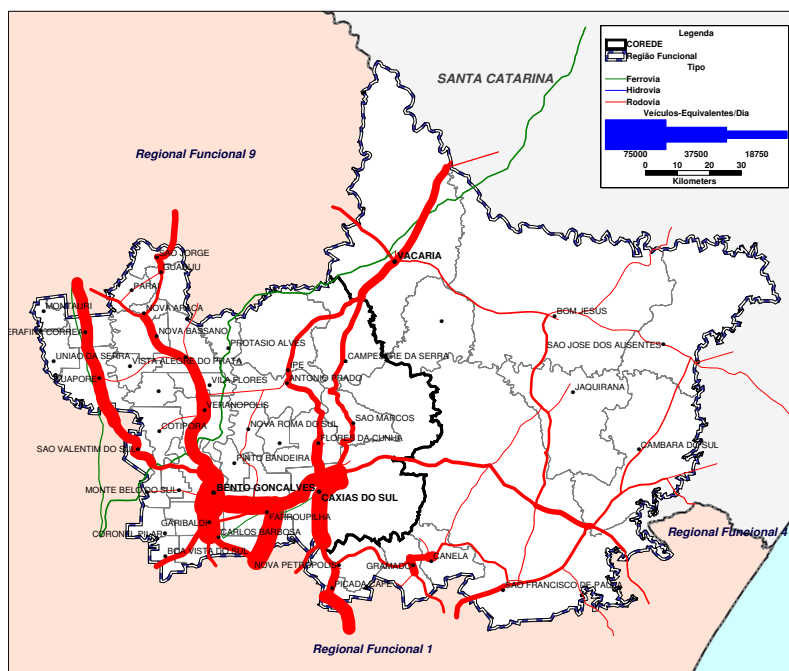 Legenda
COREDE
Região Funcional
Tipo
Ferrovia
Hidrovia
Rodovia
Veículos-Equivalentes/Dia
75000 37500 18750
0 10 20 30
Kilometers
SANTA CATARINA
Regional Funcional 9
VACARIA
SAO JORGE
GUABIJU
PARAI
MONTAURI
NOVA ARACA
BOM JESUS
ERAFINA CORREA
NOVA BASSANO
SAO JOSE DOS AUSENTES
PROTASIO ALVES
UNIAO DA SERRA
VISTA ALEGRE DO PRATA
CAMPESTRE DA SERRA
IPE
GUAPORE
VILA FLORES
ANTONIO PRADO
JAQUIRANA
VERANOPOLIS
COTIPORA
NOVA ROMA DO SUL
SAO MARCOS
FLORES DA CUNHA
SAO VALENTIM DO SUL
CAMBARA DO SUL
PINTO BANDEIRA
MONTE BELO DO SUL
BENTO GONCALVES
CAXIAS DO SUL
FARROUPILHA
GARIBALDI
CORONEL PILAR
CARLOS BARBOSA
Regional Funcional 4
BOA VISTA DO SUL
NOVA PETROPOLIS
GRAMADO
CANELA
PICADA CAFE
SAO FRANCISCO DE PAULA
Regional Funcional 1